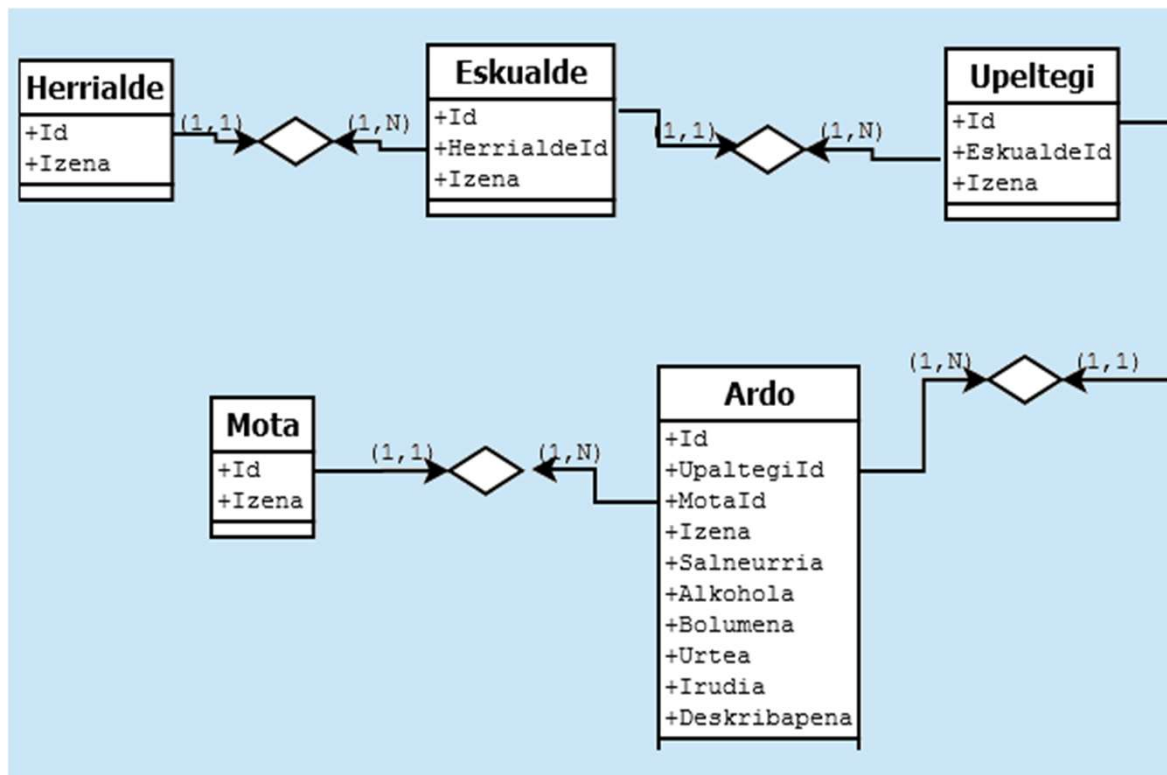 Herrialde
+Id
+Izena
(1,1)
(1,N)
Eskualde
+Id
+HerrialdeId
+Izena
(1,1)
(1,N)
Upeltegi
+Id
+EskualdeId
+Izena
Mota
+Id
+Izena
(1,1)
(1,N)
Ardo
+Id
+UpaltegiId
+MotaId
+Izena
+Salneurria
+Alkohola
+Bolumena
+Urtea
+Irudia
+Deskribapena
(1,N)
(1,1)